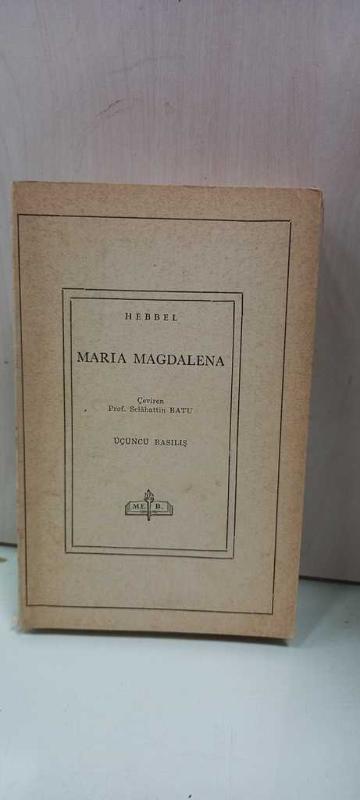 HEBBEL
MARIA MAGDALENA
Çeviren
Prof. Selâhattin BATU
ÜÇÜNCÜ BASILIŞ
M. E. B.